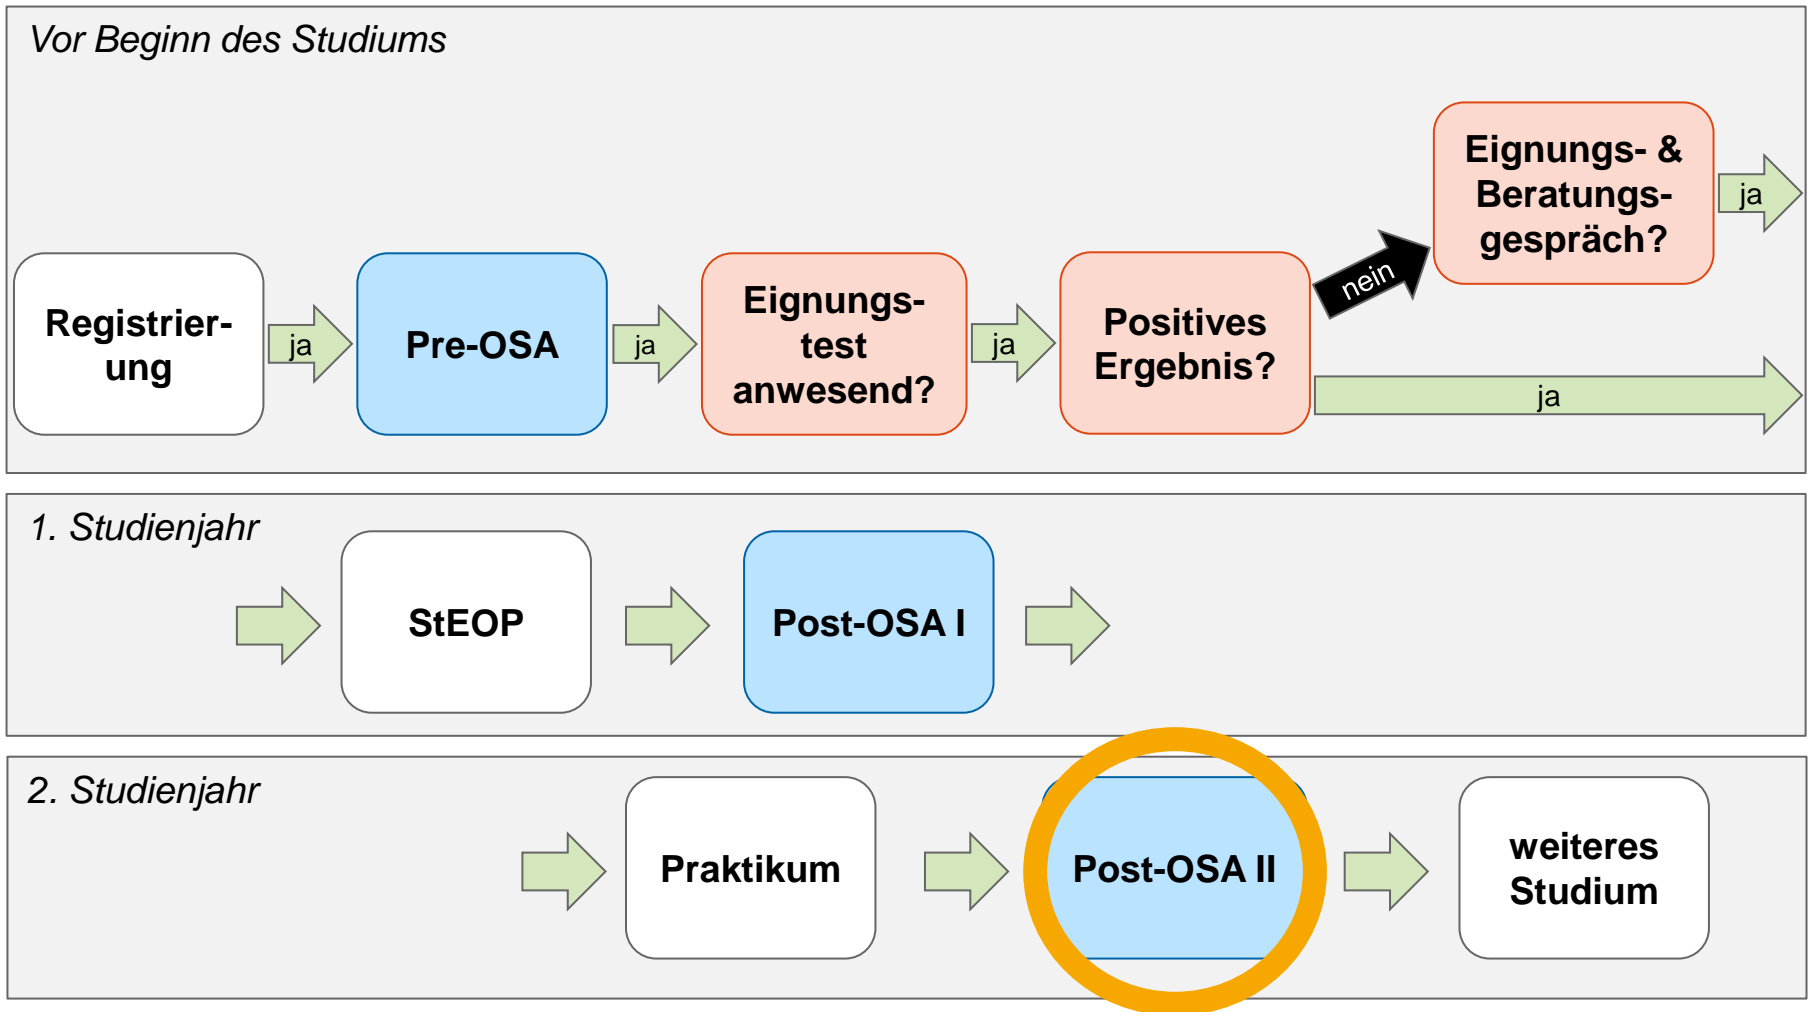 Vor Beginn des Studiums
Registrier-
ung
ja
Pre-OSA
ja
Eignungs-
test
anwesend?
ja
Positives
Ergebnis?
nein
Eignungs- &
Beratungs-
gespräch?
ja
ja
1. Studienjahr
StEOP
Post-OSA I
2. Studienjahr
Praktikum
Post-OSA II
weiteres
Studium